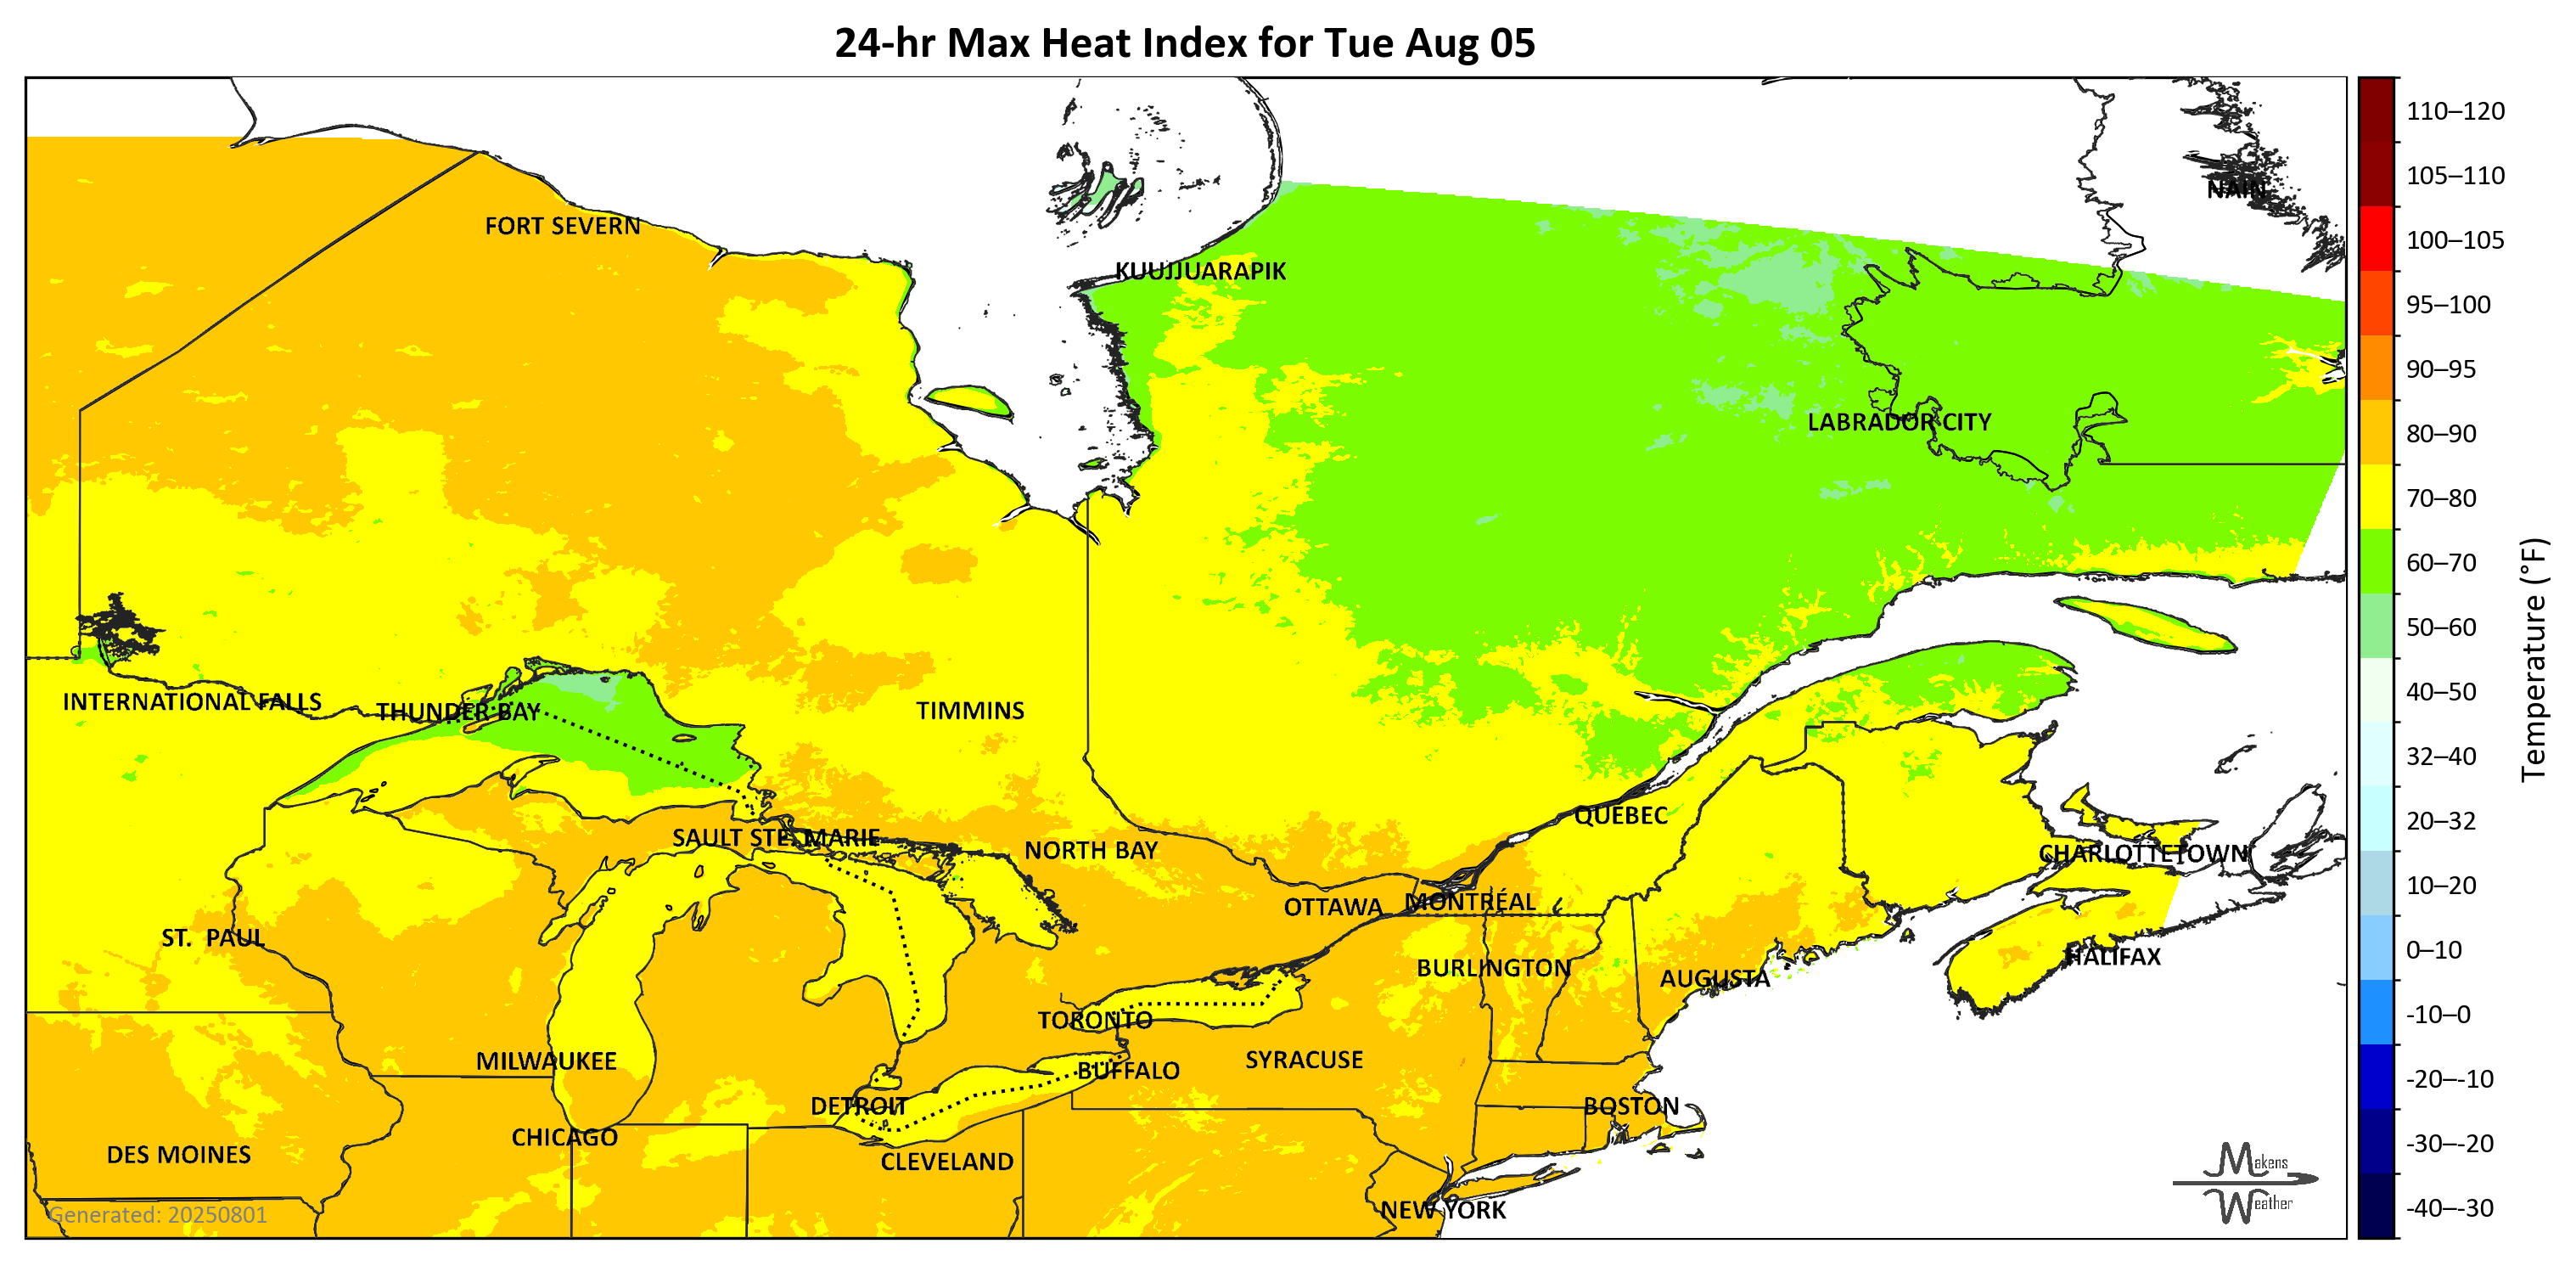 24-hr Max Heat Index for Tue Aug 05
NAIN
FORT SEVERN
KUUJJUARAPIK
LABRADOR CITY
INTERNATIONAL FALLS
THUNDER BAY
TIMMINS
QUEBEC
SAULT STE. MARIE
NORTH BAY
CHARLOTTETOWN
OTTAWA
MONTRÉAL
ST. PAUL
HALIFAX
BURLINGTON
AUGUSTA
TORONTO
MILWAUKEE
SYRACUSE
BUFFALO
DETROIT
BOSTON
CHICAGO
DES MOINES
CLEVELAND
NEW YORK
Generated: 20250801
Makens
Weather
110–120
105–110
100–105
95–100
90–95
80–90
70–80
60–70
50–60
40–50
32–40
20–32
10–20
0–10
-10–0
-20–-10
-30–-20
-40–-30
Temperature (°F)